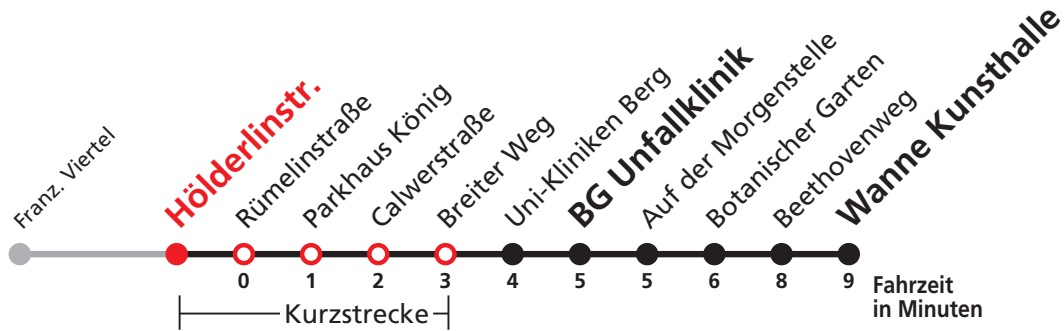 Franz. Viertel
Hölderlinstr.
Rümelinstraße
Parkhaus König
Calwerstraße
Breiter Weg
Uni-Kliniken Berg
BG Unfallklinik
Auf der Morgenstelle
Botanischer Garten
Beethovenweg
Wanne Kunsthalle
0 1 2 3 4 5 5 6 8 9
Fahrzeit
in Minuten
Kurzstrecke